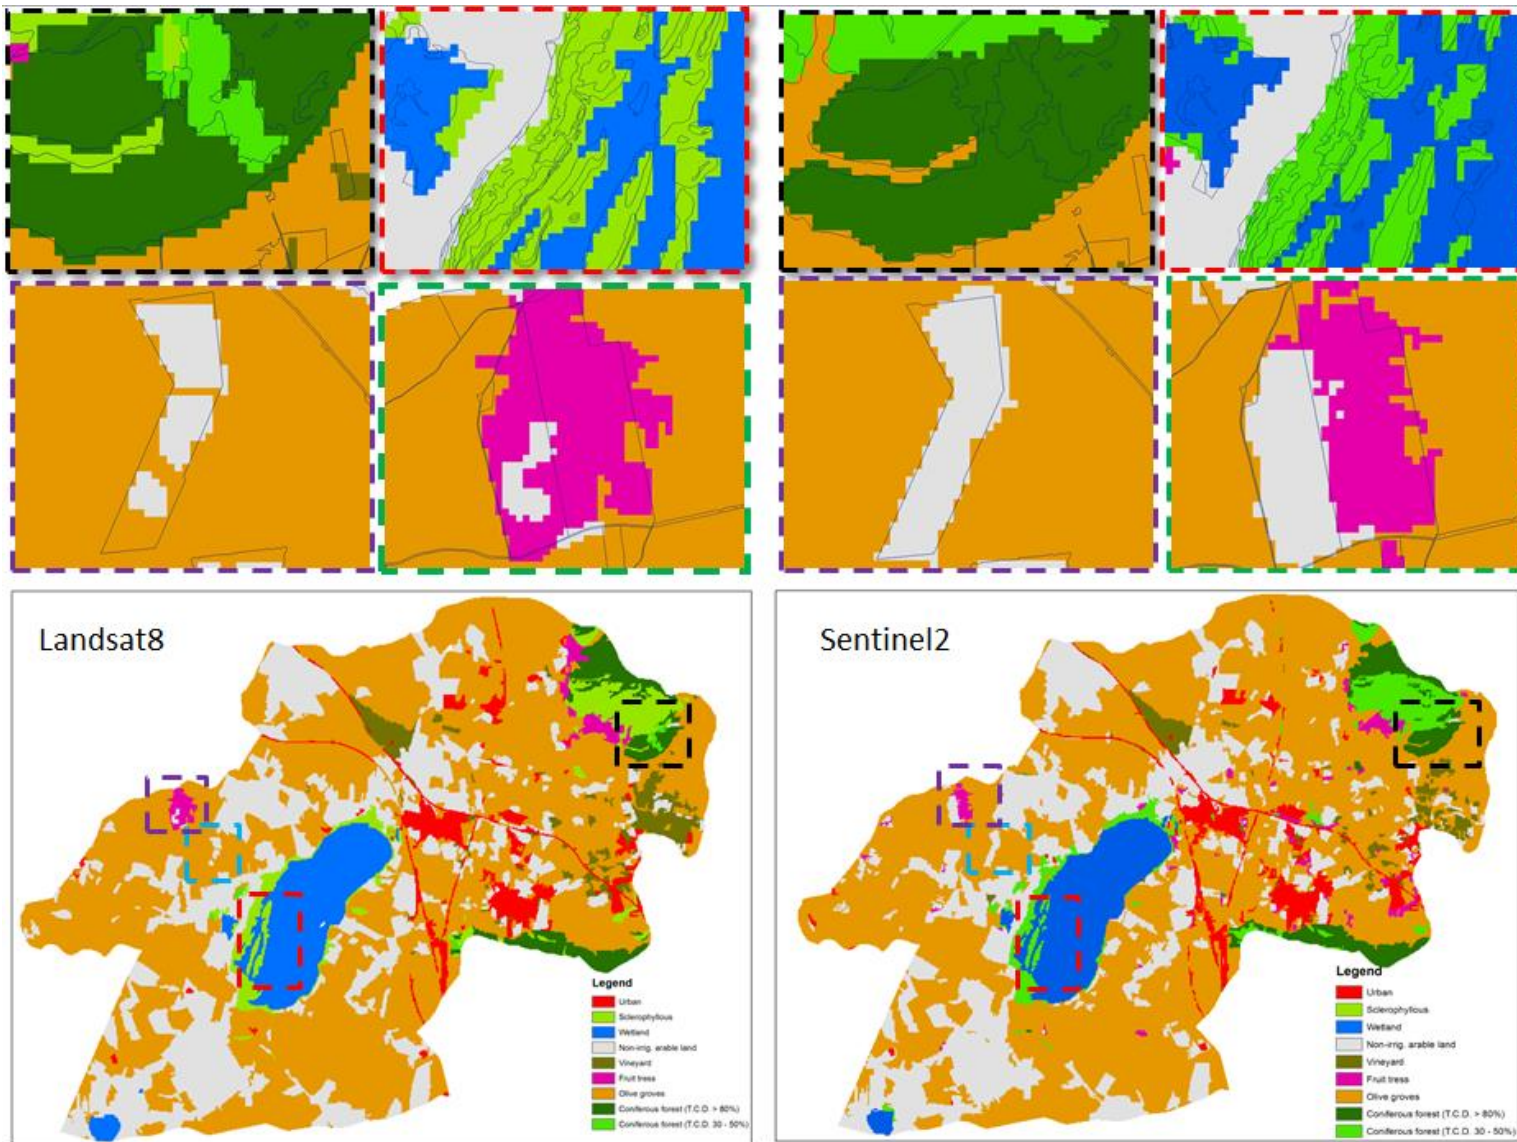 Landsat8
Sentinel2
Legend
Urban
Sclerophyllous
Wetland
Non-irrig. arable land
Vineyard
Fruit tress
Olive groves
Coniferous forest (T.C.D. > 80%)
Coniferous forest (T.C.D. 30 - 50%)
Legend
Urban
Sclerophyllous
Wetland
Non-irrig. arable land
Vineyard
Fruit tress
Olive groves
Coniferous forest (T.C.D. > 80%)
Coniferous forest (T.C.D. 30 - 50%)